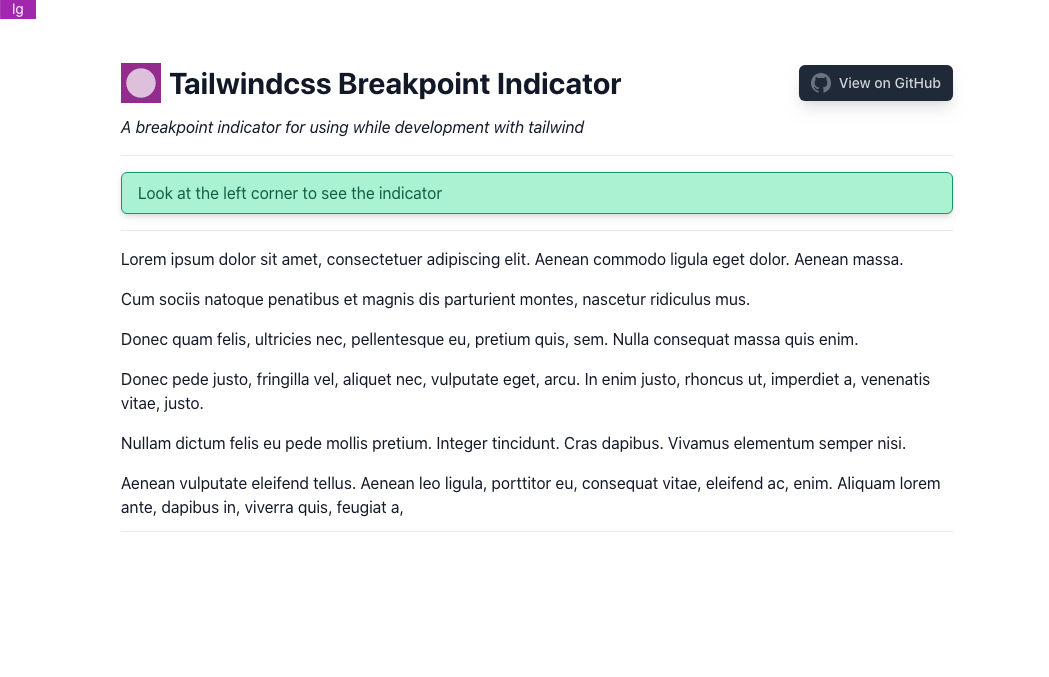 lg
Tailwindcss Breakpoint Indicator
View on GitHub
A breakpoint indicator for using while development with tailwind
Look at the left corner to see the indicator
Lorem ipsum dolor sit amet, consectetuer adipiscing elit. Aenean commodo ligula eget dolor. Aenean massa.
Cum sociis natoque penatibus et magnis dis parturient montes, nascetur ridiculus mus.
Donec quam felis, ultricies nec, pellentesque eu, pretium quis, sem. Nulla consequat massa quis enim.
Donec pede justo, fringilla vel, aliquet nec, vulputate eget, arcu. In enim justo, rhoncus ut, imperdiet a, venenatis
vitae, justo.
Nullam dictum felis eu pede mollis pretium. Integer tincidunt. Cras dapibus. Vivamus elementum semper nisi.
Aenean vulputate eleifend tellus. Aenean leo ligula, porttitor eu, consequat vitae, eleifend ac, enim. Aliquam lorem
ante, dapibus in, viverra quis, feugiat a,